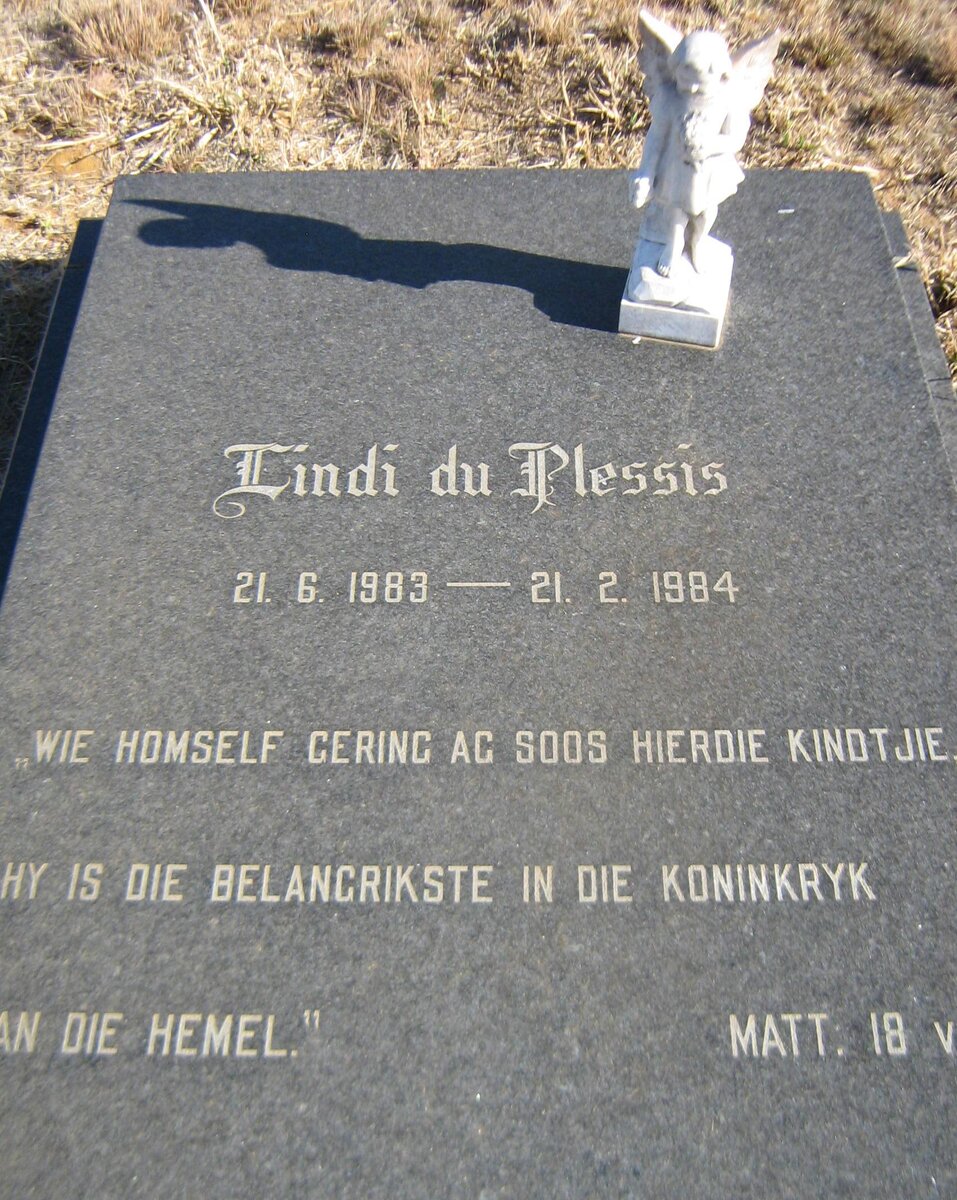 Lindi du Plessis
21. 6. 1983 — 21. 2. 1984
„WIE HOMSELF GERING AG SOOS HIERDIE KINDTJIE,
HY IS DIE BELANGRIKSTE IN DIE KONINKRYK
AN DIE HEMEL."
MATT. 18 v